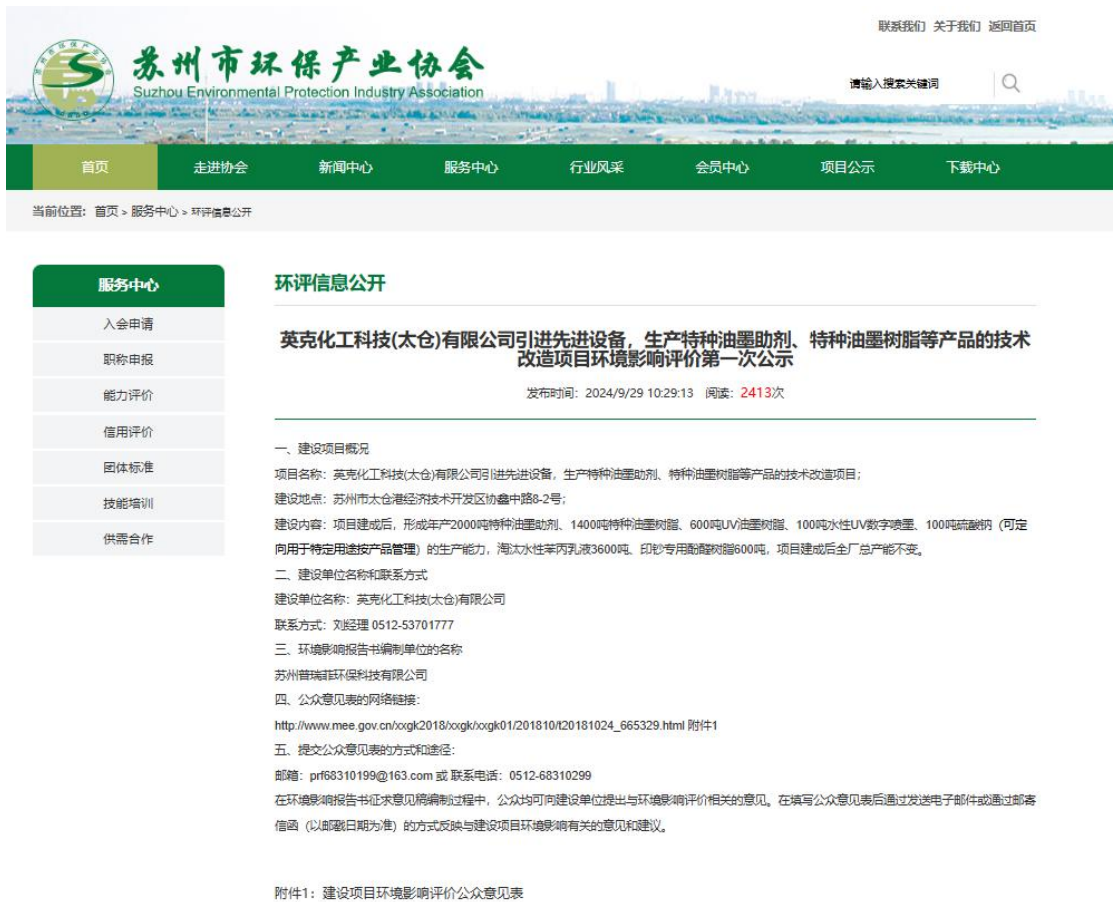 联系我们 关于我们 返回首页
苏州市环保产业协会
Suzhou Environmental Protection Industry Association
请输入搜索关键词
首页 走进协会 新闻中心 服务中心 行业风采 会员中心 项目公示 下载中心
当前位置：首页 > 服务中心 > 环评信息公开
服务中心
入会申请
职称申报
能力评价
信用评价
团体标准
技能培训
供需合作
环评信息公开
英克化工科技(太仓)有限公司引进先进设备，生产特种油墨助剂、特种油墨树脂等产品的技术
改造项目环境影响评价第一次公示
发布时间：2024/9/29 10:29:13 阅读：2413次
一、建设项目概况
项目名称：英克化工科技(太仓)有限公司引进先进设备，生产特种油墨助剂、特种油墨树脂等产品的技术改造项目；
建设地点：苏州市太仓港经济技术开发区协鑫中路8-2号；
建设内容：项目建成后，形成年产2000吨特种油墨助剂、1400吨特种油墨树脂、600吨UV油墨树脂、100吨水性UV数字喷墨、100吨硫酸钠（可定
向用于特定用途按产品管理）的生产能力，淘汰水性苯丙乳液3600吨、印钞专用酚醛树脂600吨，项目建成后全厂总产能不变。
二、建设单位名称和联系方式
建设单位名称：英克化工科技(太仓)有限公司
联系方式：刘经理 0512-53701777
三、环境影响报告书编制单位的名称
苏州普瑞菲环保科技有限公司
四、公众意见表的网络链接：
http://www.mee.gov.cn/xxgk2018/xxgk/xxgk01/201810/t20181024_665329.html 附件1
五、提交公众意见表的方式和途径：
邮箱：prf68310199@163.com 或 联系电话：0512-68310299
在环境影响报告书征求意见稿编制过程中，公众均可向建设单位提出与环境影响评价相关的意见。在填写公众意见表后通过发送电子邮件或通过邮寄
信函（以邮戳日期为准）的方式反映与建设项目环境影响有关的意见和建议。
附件1：建设项目环境影响评价公众意见表